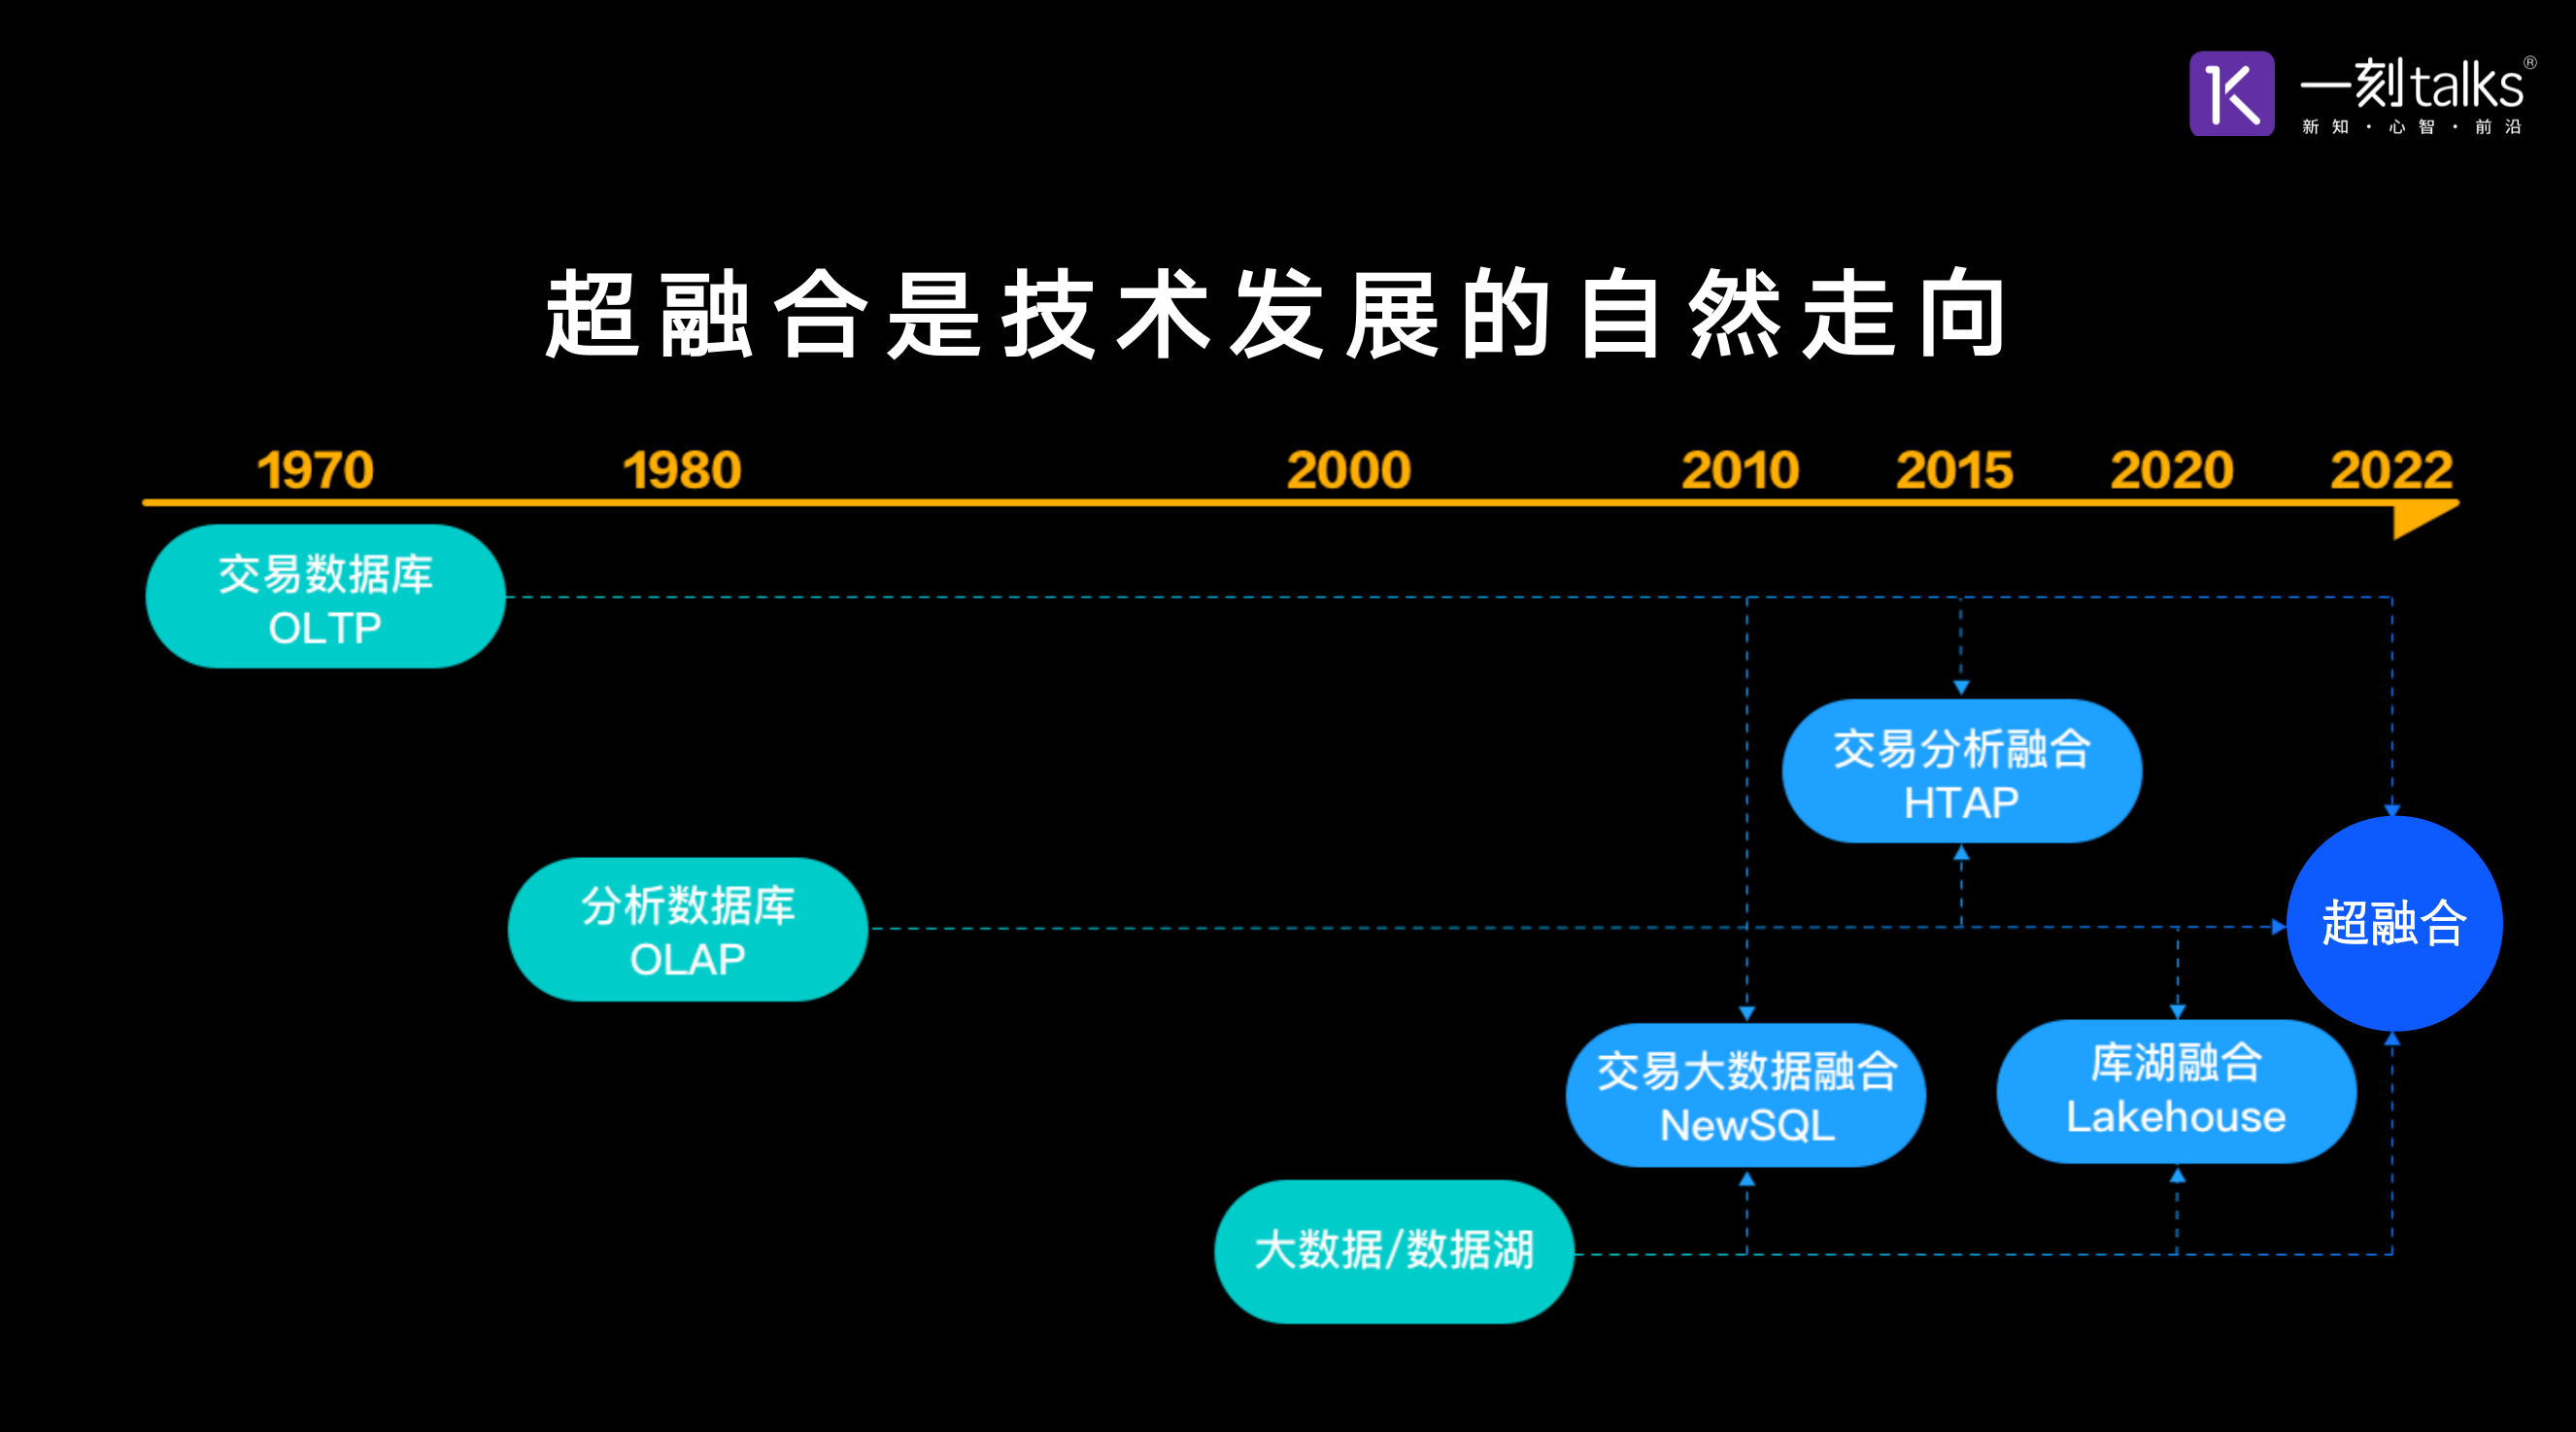 1K 一刻talks®
新知·心智·前沿
超融合是技术发展的自然走向
1970 1980 2000 2010 2015 2020 2022
交易数据库
OLTP
交易分析融合
HTAP
分析数据库
OLAP
超融合
交易大数据融合
NewSQL
库湖融合
Lakehouse
大数据/数据湖